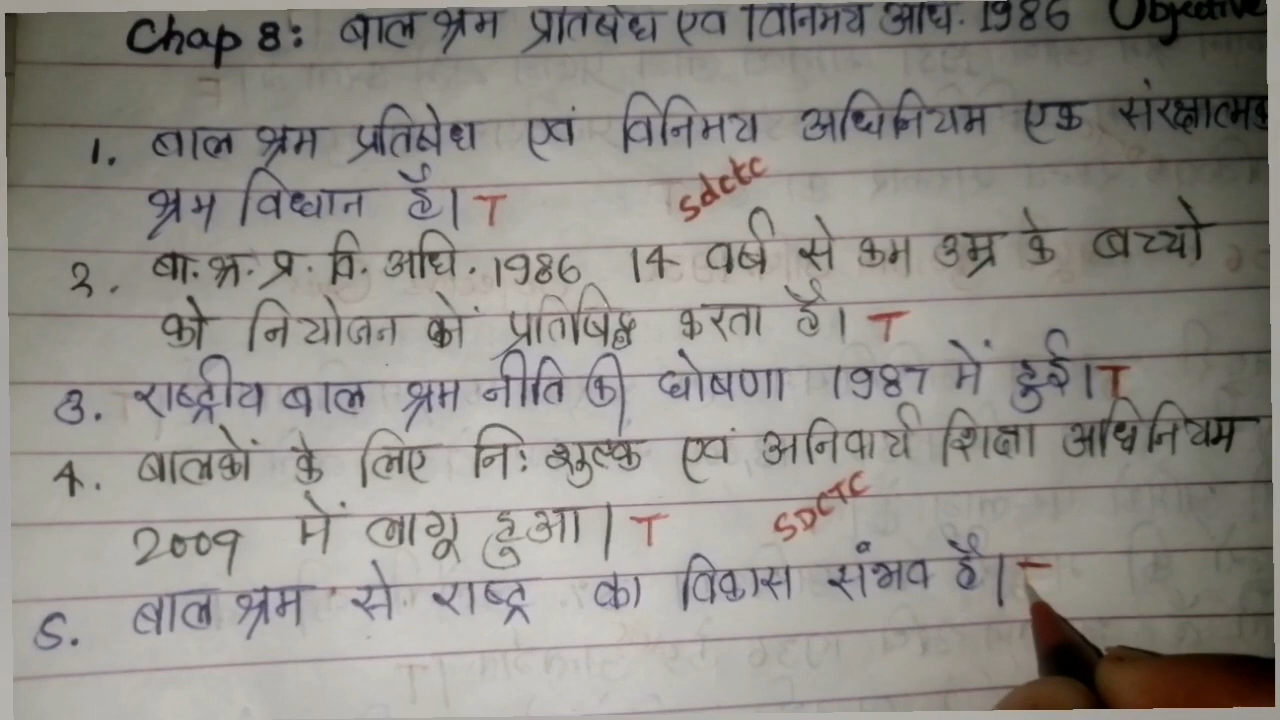 Chap 8: बाल श्रम प्रतिषेध एवं विनिमय अधि. 1986 Objective
1. बाल श्रम प्रतिषेध एवं विनिमय अधिनियम एक संरक्षात्मक
श्रम विधान है। T sdctc
2. बा. श्र. प्र. वि. अधि. 1986 14 वर्ष से कम उम्र के बच्चो
को नियोजन को प्रतिषिद्ध करता है। T
3. राष्ट्रीय बाल श्रम नीति की घोषणा 1987 में हुई। T
4. बालकों के लिए नि: शुल्क एवं अनिवार्य शिक्षा अधिनियम
2009 में लागू हुआ। T SDCTC
5. बाल श्रम से राष्ट्र का विकास संभव है।